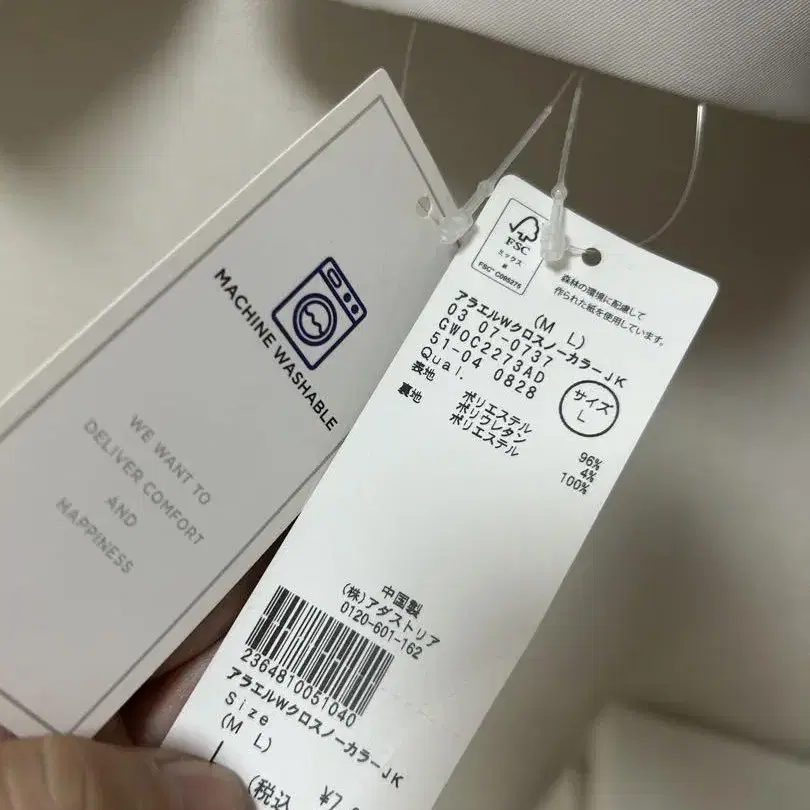 MACHINE WASHABLE
WE WANT TO
DELIVER COMFORT
AND
HAPPINESS
FSC
ミックス
紙
FSC® C088275
森林の環境に配慮して
作られた紙を使用しています。
(M L)
アラエルWクロスノーカラーJK
03 07-0737
GWOC2273AD
51-04 0828
サイズ
L
Qual.
表地 ポリエステル 96%
ポリウレタン 4%
裏地 ポリエステル 100%
中国製
(株)アダストリア
0120-601-162
2364810051040
アラエルWクロスノーカラーJK
Size
(M L)
(税込 ¥7,